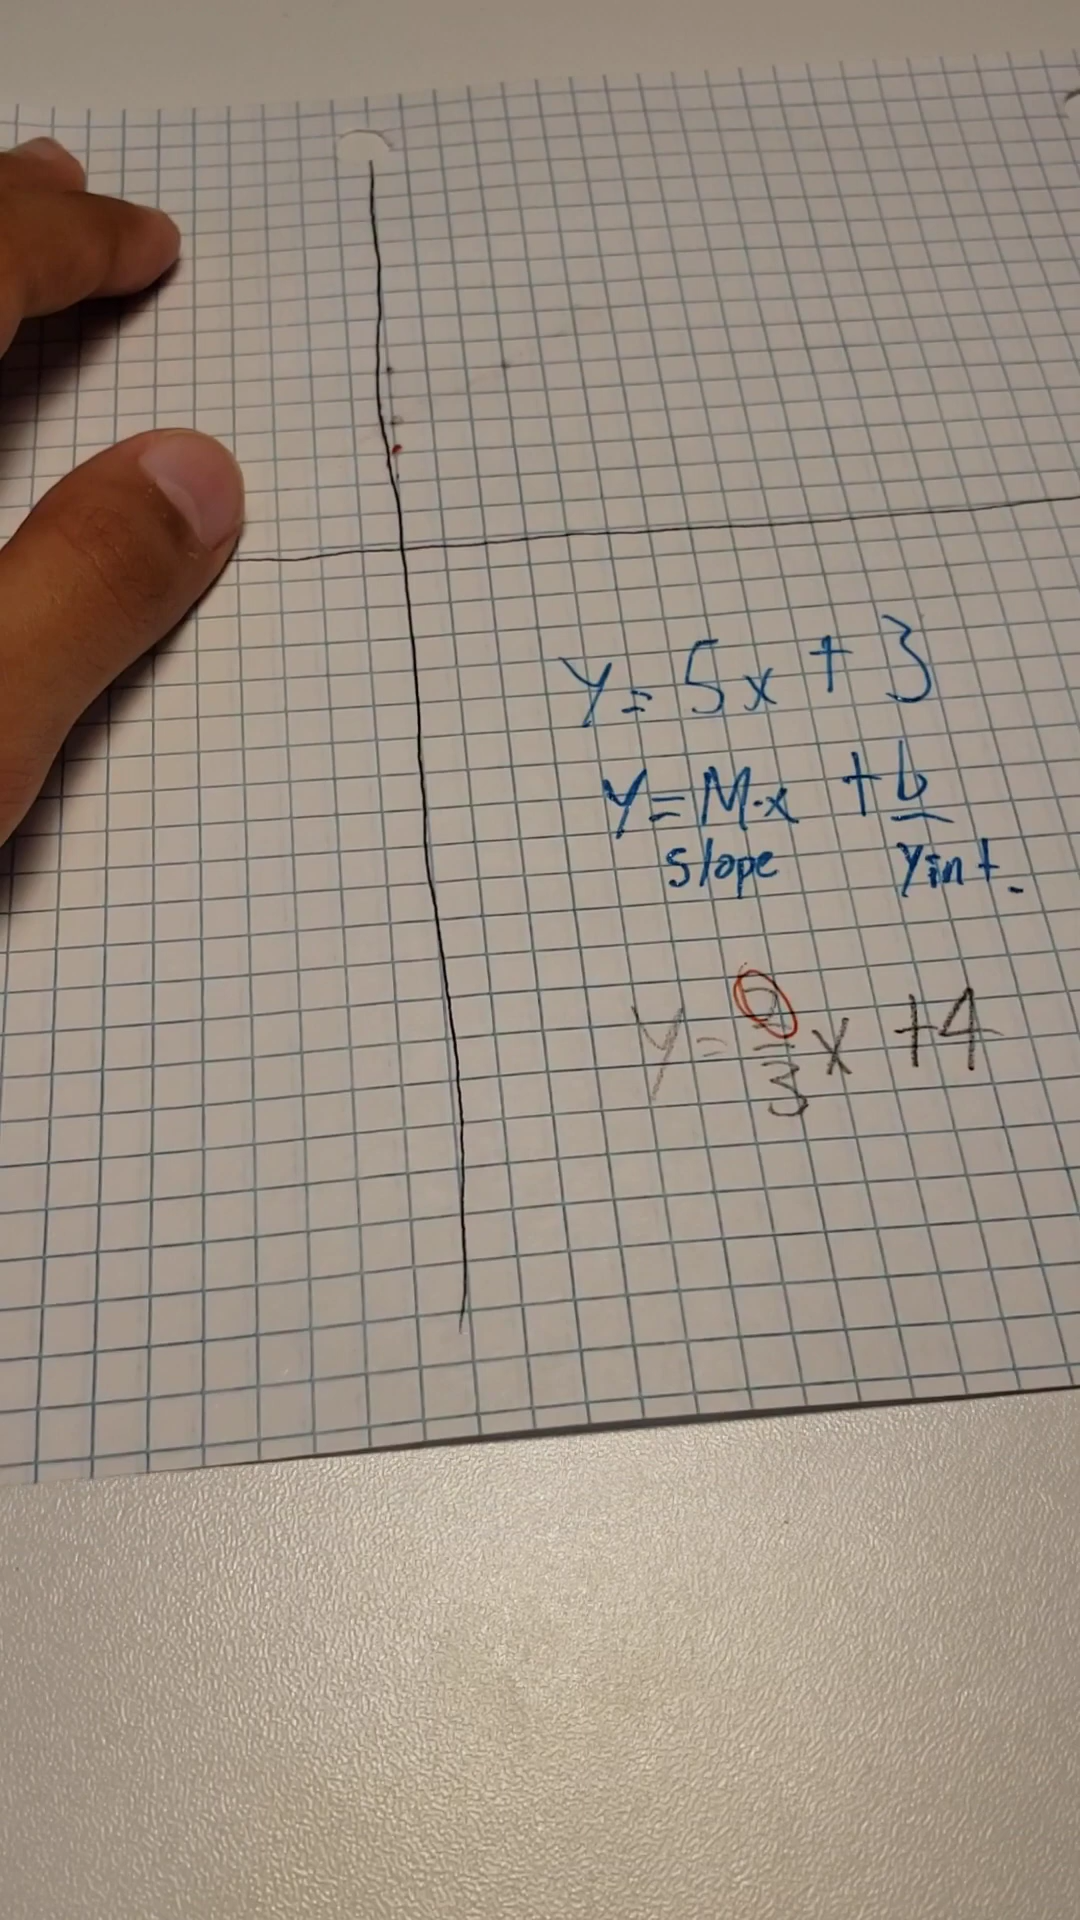 y = 5x + 3
y = M·x + b
slope yint.
y = 2/3 x + 4